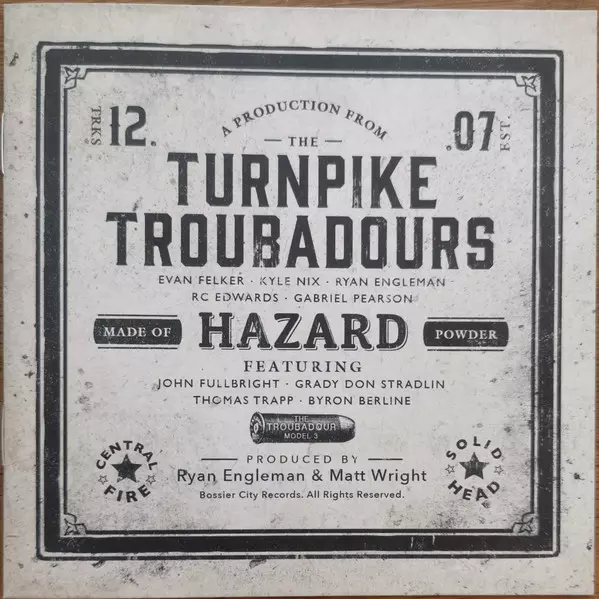 TRKS 12.
.07 EST.
A PRODUCTION FROM
THE
TURNPIKE
TROUBADOURS
EVAN FELKER · KYLE NIX · RYAN ENGLEMAN
RC EDWARDS · GABRIEL PEARSON
MADE OF HAZARD POWDER
FEATURING
JOHN FULLBRIGHT · GRADY DON STRADLIN
THOMAS TRAPP · BYRON BERLINE
THE
TROUBADOUR
MODEL 3
CENTRAL FIRE
SOLID HEAD
PRODUCED BY
Ryan Engleman & Matt Wright
Bossier City Records. All Rights Reserved.